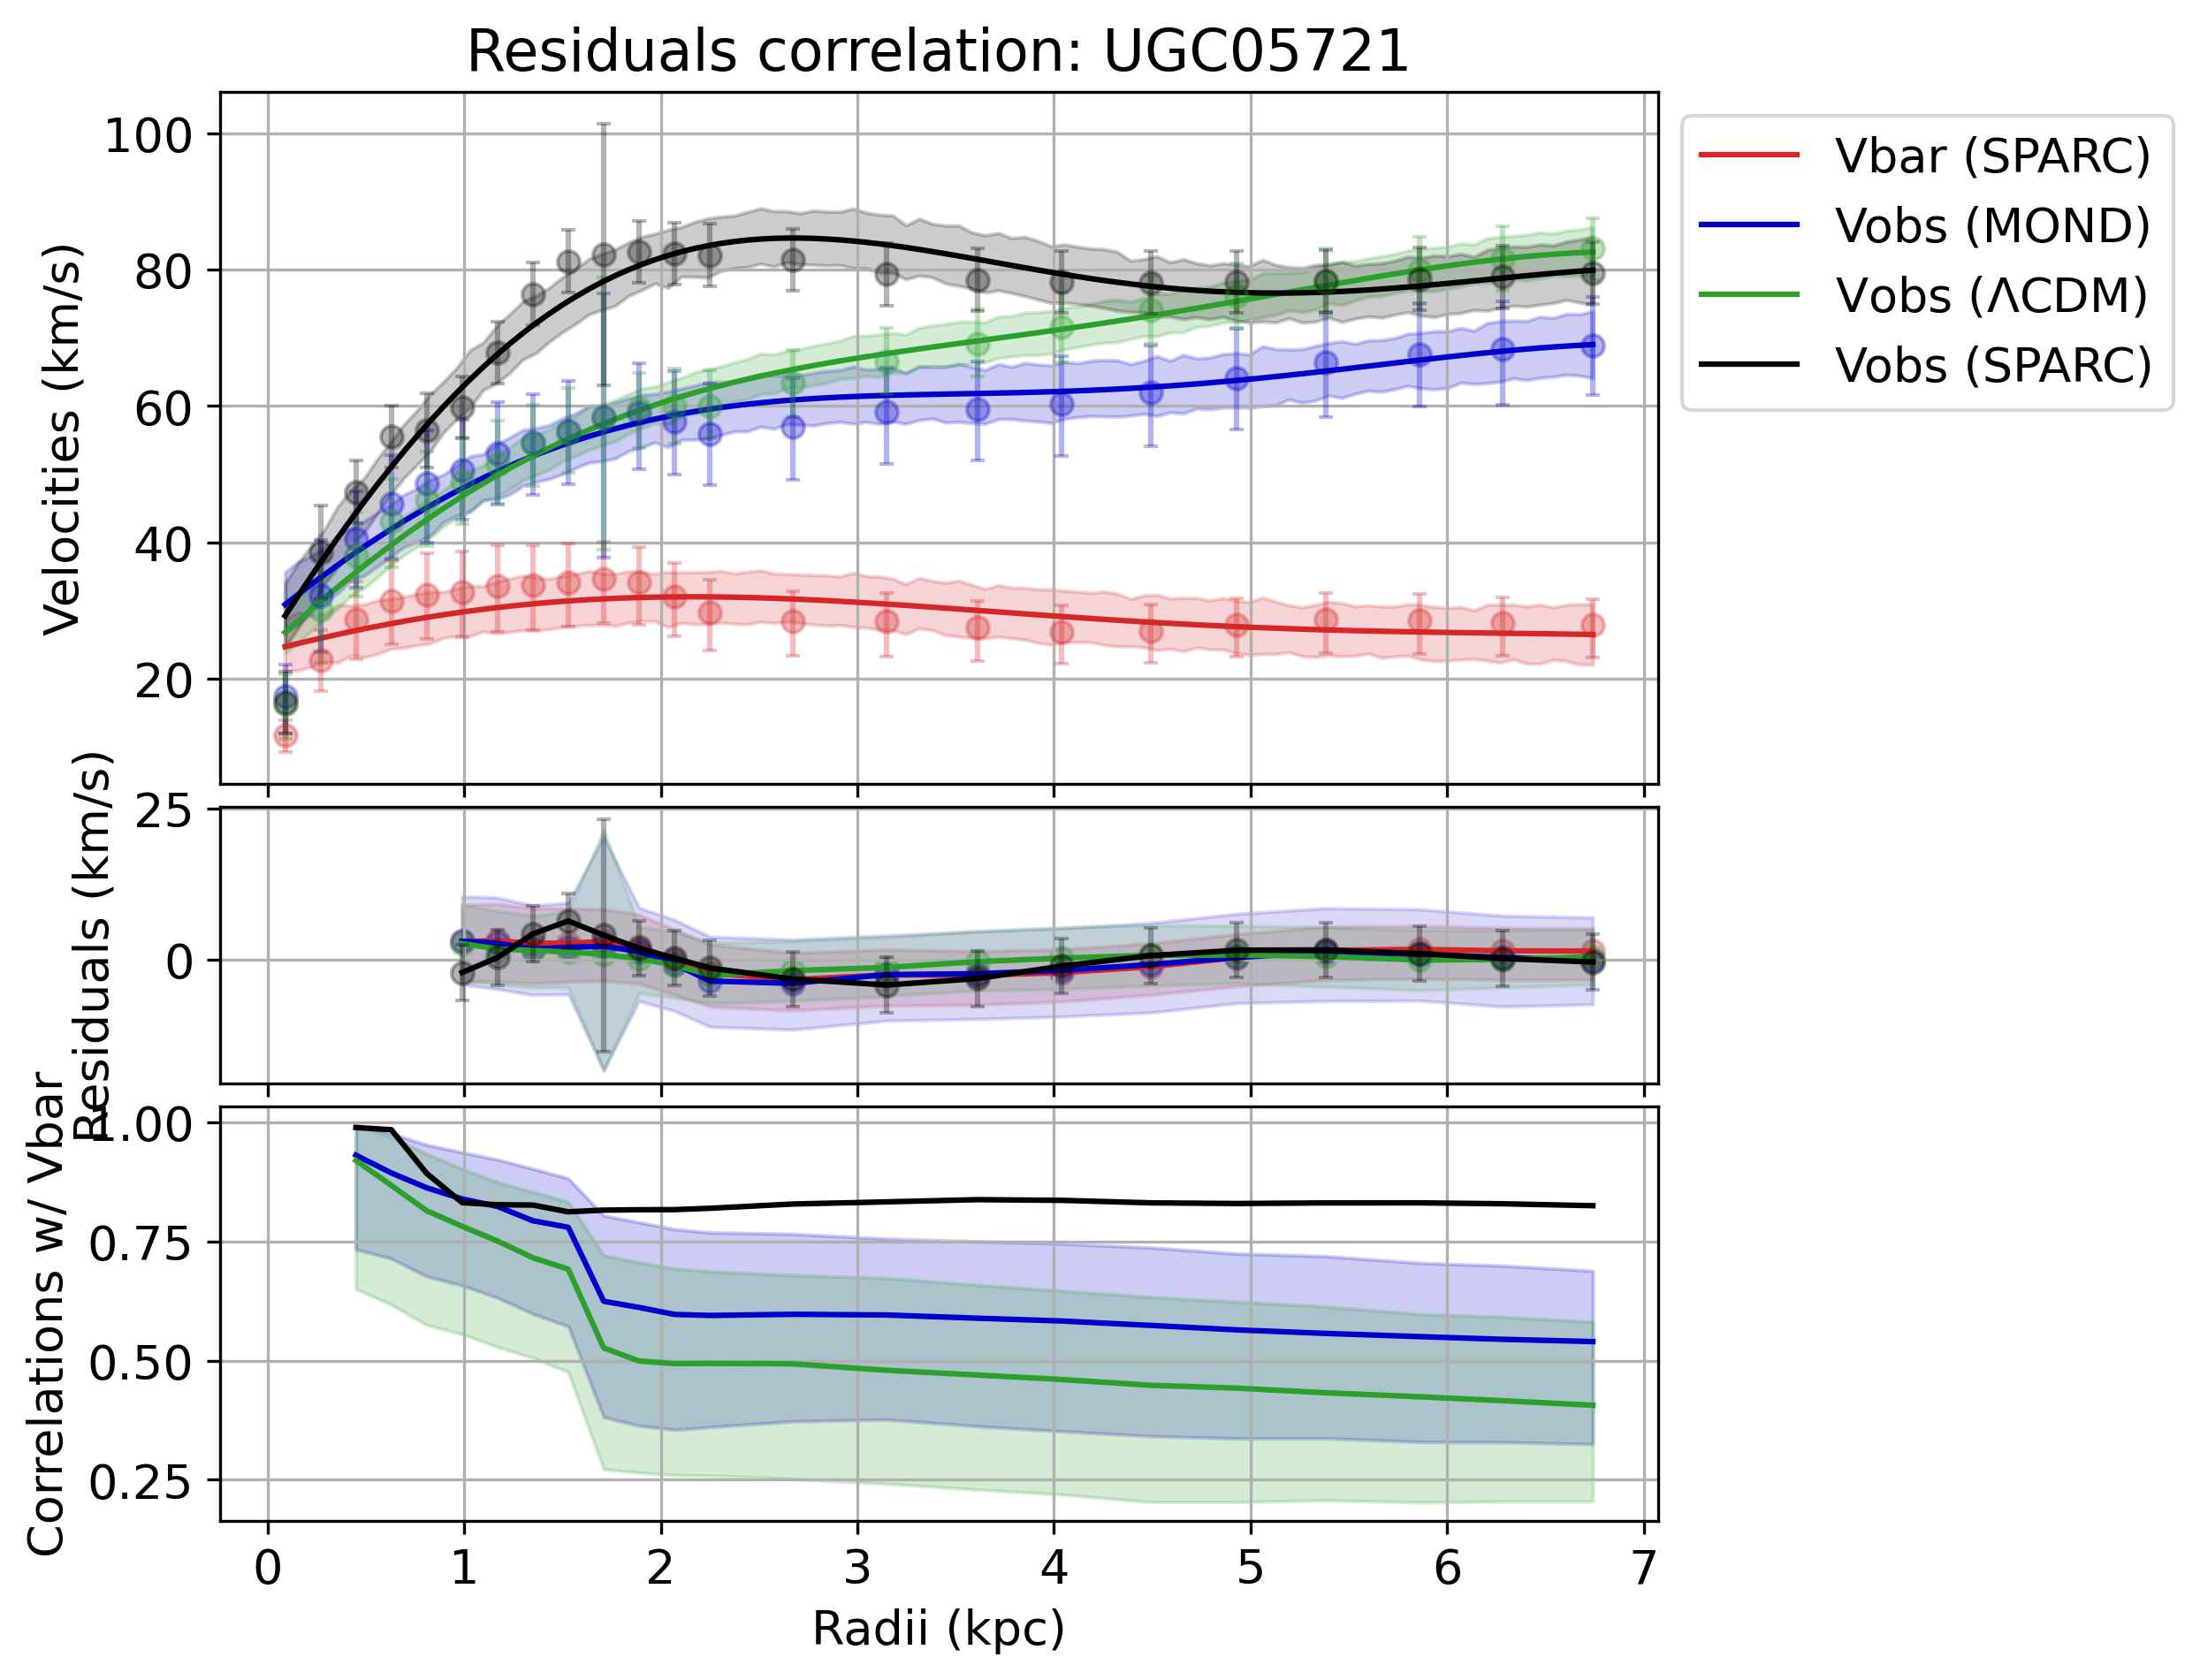 Residuals correlation: UGC05721
100
80
60
40
20
Velocities (km/s)
Vbar (SPARC)
Vobs (MOND)
Vobs (ΛCDM)
Vobs (SPARC)
25
0
Residuals (km/s)
1.00
0.75
0.50
0.25
Correlations w/ Vbar
0 1 2 3 4 5 6 7
Radii (kpc)